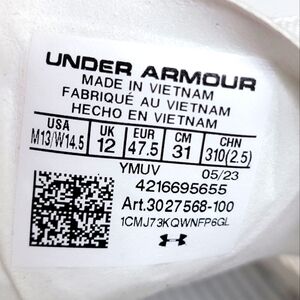 UNDER ARMOUR
MADE IN VIETNAM
FABRIQUÉ AU VIETNAM
HECHO EN VIETNAM
USA UK EUR CM CHN
M13/W14.5 12 47.5 31 310(2.5)
YMUV 05/23
4216695655
Art.3027568-100
1CMJ73KQWNFP6GL